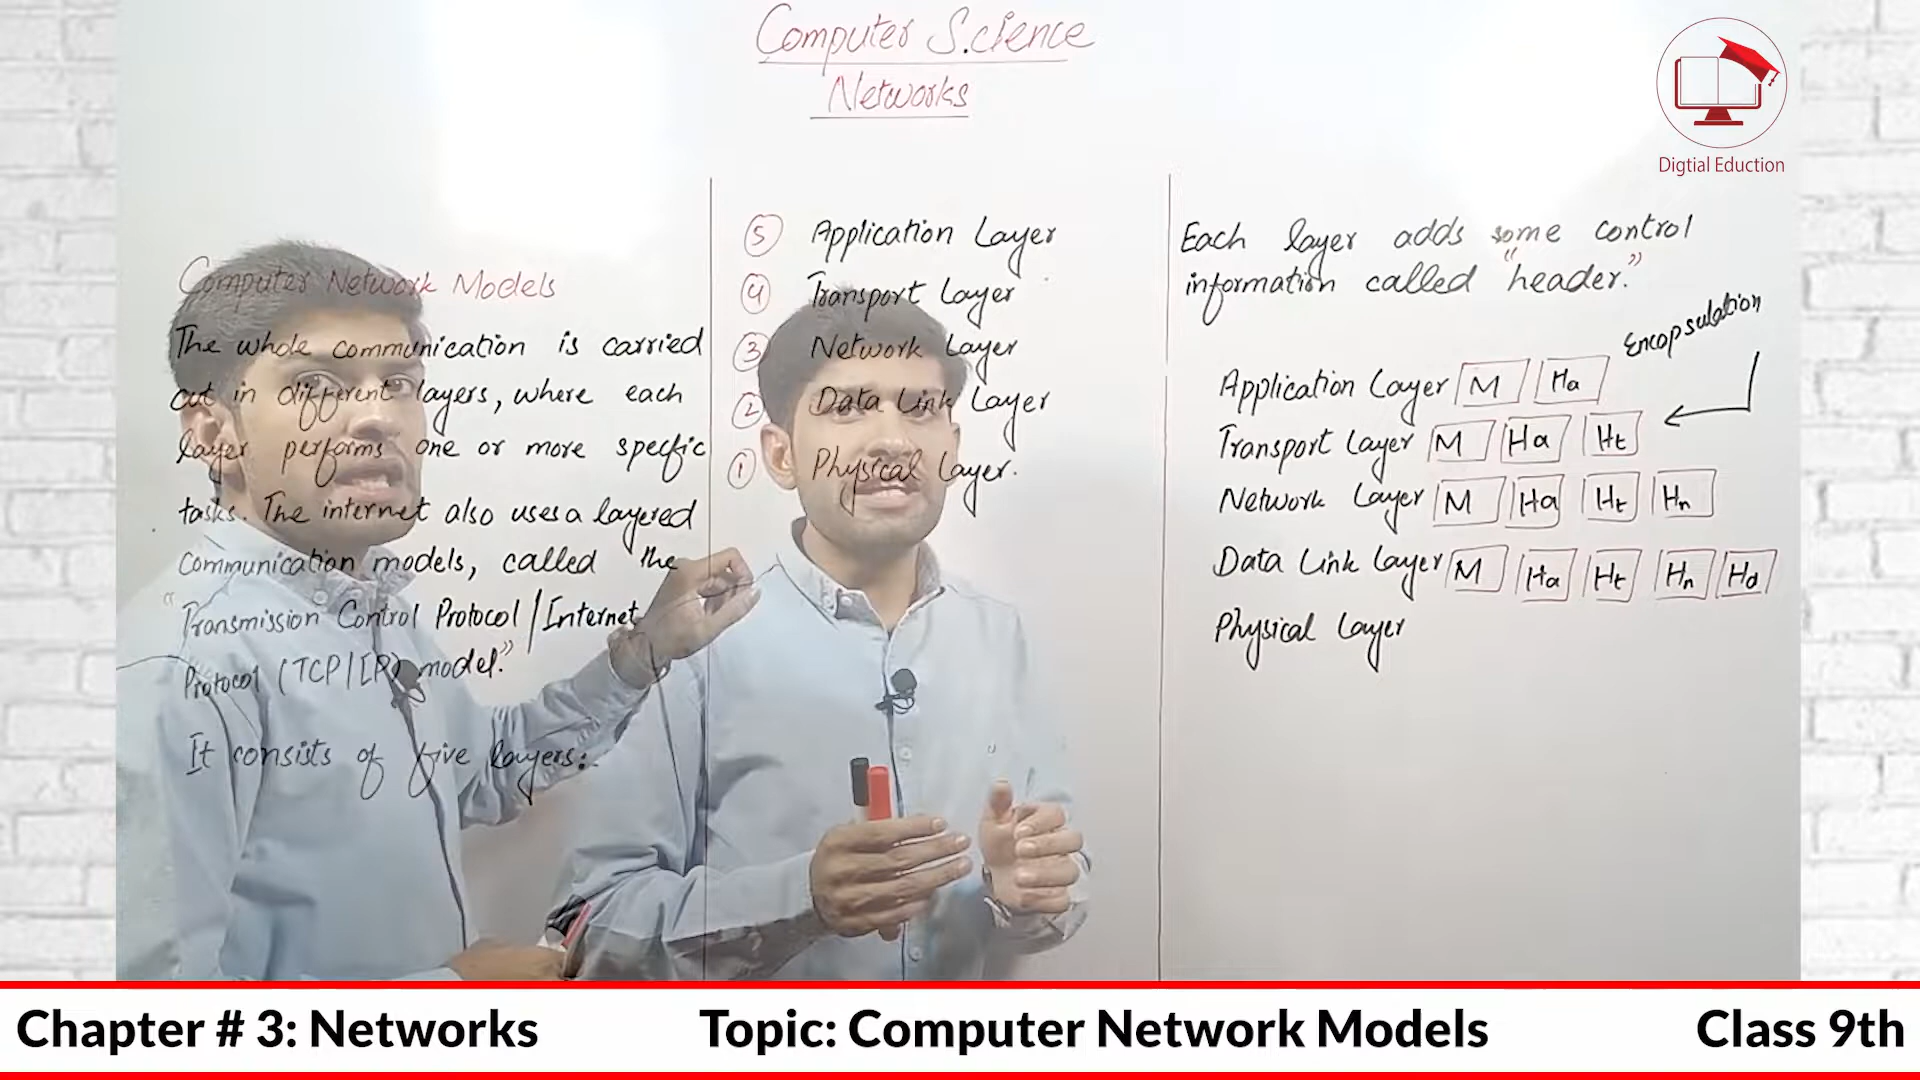 Computer Science
Networks
Digtial Eduction
Computer Network Models
The whole communication is carried
out in different layers, where each
layer performs one or more specfic
tasks. The internet also uses a layered
communication models, called the
"Transmission Control Protocol / Internet
Protocol (TCP/IP) model."
It consists of five layers:
5 Application Layer
4 Transport Layer
3 Network Layer
2 Data Link Layer
1 Physical Layer.
Each layer adds some control
information called "header."
Encapsulation
Application Layer M Ha
Transport Layer M Ha Ht
Network Layer M Ha Ht Hn
Data Link Layer M Ha Ht Hn Hd
Physical Layer
Chapter # 3: Networks Topic: Computer Network Models Class 9th